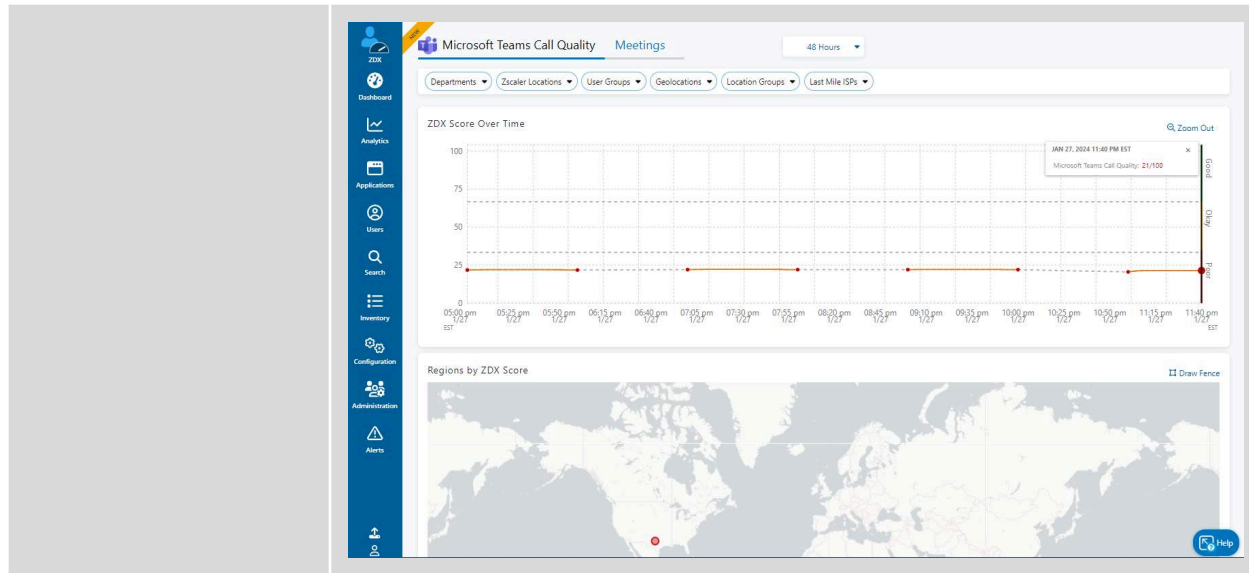 NEW
ZDX
Dashboard
Analytics
Applications
Users
Search
Inventory
Configuration
Administration
Alerts
Microsoft Teams Call Quality Meetings 48 Hours
Departments Zscaler Locations User Groups Geolocations Location Groups Last Mile ISPs
ZDX Score Over Time
Zoom Out
JAN 27, 2024 11:40 PM EST ×
Microsoft Teams Call Quality: 21/100
100
75
50
25
0
Good
Okay
Poor
05:00 pm 05:25 pm 05:50 pm 06:15 pm 06:40 pm 07:05 pm 07:30 pm 07:55 pm 08:20 pm 08:45 pm 09:10 pm 09:35 pm 10:00 pm 10:25 pm 10:50 pm 11:15 pm 11:40 pm
1/27 1/27 1/27 1/27 1/27 1/27 1/27 1/27 1/27 1/27 1/27 1/27 1/27 1/27 1/27 1/27 1/27
EST EST
Regions by ZDX Score
Draw Fence
Help